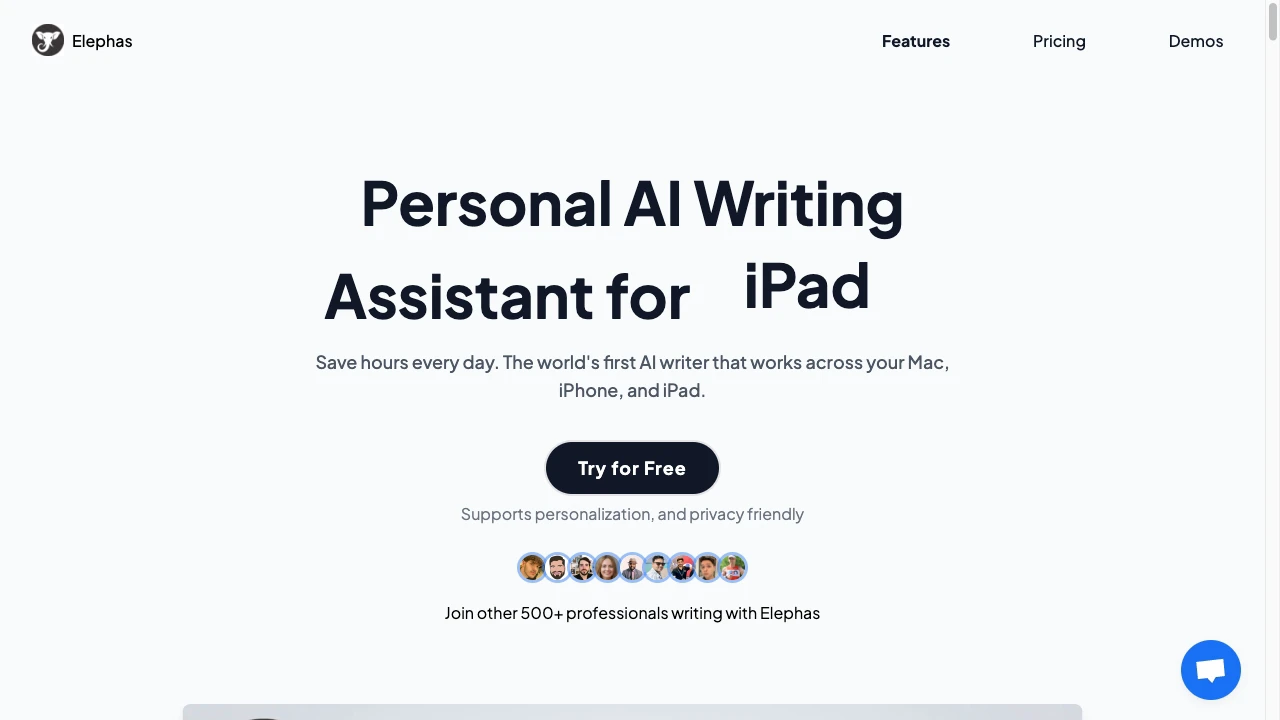 Elephas
Features
Pricing
Demos
Personal AI Writing
Assistant for iPad
Save hours every day. The world's first AI writer that works across your Mac,
iPhone, and iPad.
Try for Free
Supports personalization, and privacy friendly
Join other 500+ professionals writing with Elephas